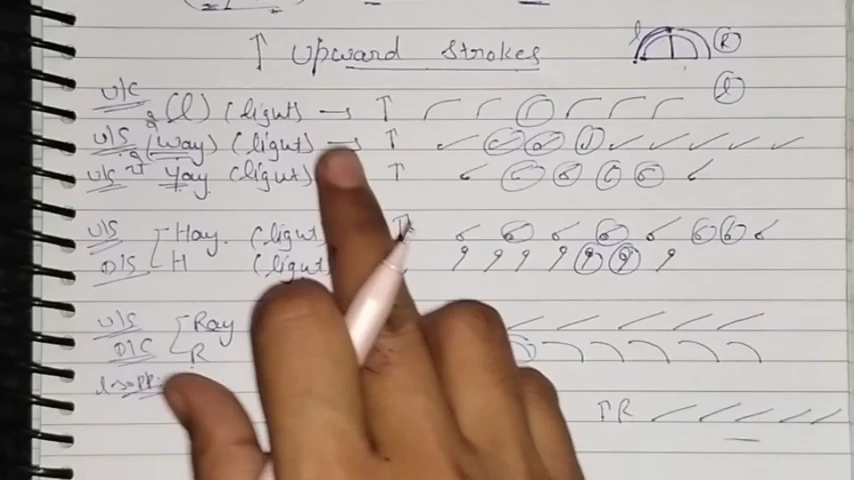 ↑ Upward Strokes
R
U/C (l) (light) → ↑
l
U/S (Way) (light) → ↑
U/S Yay (light) ↑
U/S Hay. (light
D/S H (light
U/S Ray
D/C R
↑ R